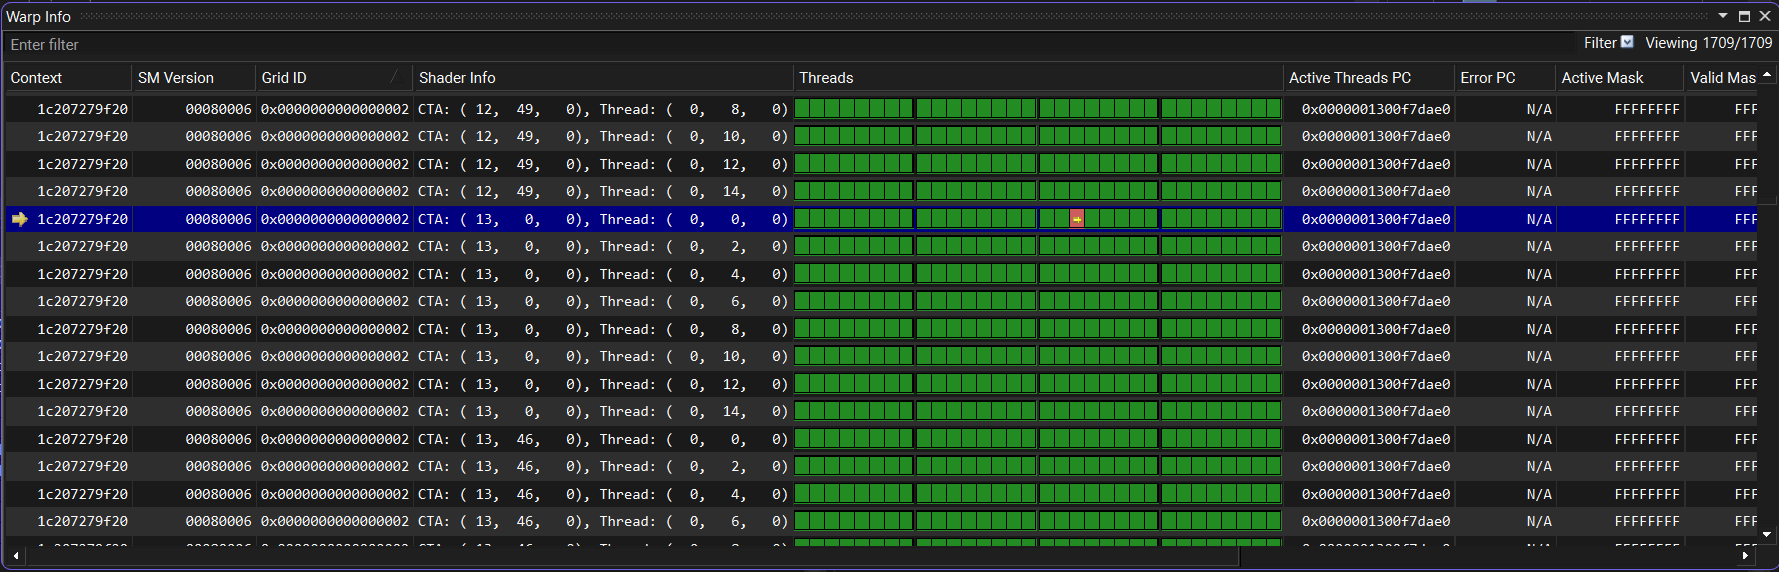 Warp Info
Enter filter Filter Viewing 1709/1709
Context SM Version Grid ID Shader Info Threads Active Threads PC Error PC Active Mask Valid Mas
1c207279f20 00080006 0x0000000000000002 CTA: ( 12, 49, 0), Thread: ( 0, 8, 0) 0x0000001300f7dae0 N/A FFFFFFFF FFF
1c207279f20 00080006 0x0000000000000002 CTA: ( 12, 49, 0), Thread: ( 0, 10, 0) 0x0000001300f7dae0 N/A FFFFFFFF FFF
1c207279f20 00080006 0x0000000000000002 CTA: ( 12, 49, 0), Thread: ( 0, 12, 0) 0x0000001300f7dae0 N/A FFFFFFFF FFF
1c207279f20 00080006 0x0000000000000002 CTA: ( 12, 49, 0), Thread: ( 0, 14, 0) 0x0000001300f7dae0 N/A FFFFFFFF FFF
1c207279f20 00080006 0x0000000000000002 CTA: ( 13, 0, 0), Thread: ( 0, 0, 0) 0x0000001300f7dae0 N/A FFFFFFFF FFF
1c207279f20 00080006 0x0000000000000002 CTA: ( 13, 0, 0), Thread: ( 0, 2, 0) 0x0000001300f7dae0 N/A FFFFFFFF FFF
1c207279f20 00080006 0x0000000000000002 CTA: ( 13, 0, 0), Thread: ( 0, 4, 0) 0x0000001300f7dae0 N/A FFFFFFFF FFF
1c207279f20 00080006 0x0000000000000002 CTA: ( 13, 0, 0), Thread: ( 0, 6, 0) 0x0000001300f7dae0 N/A FFFFFFFF FFF
1c207279f20 00080006 0x0000000000000002 CTA: ( 13, 0, 0), Thread: ( 0, 8, 0) 0x0000001300f7dae0 N/A FFFFFFFF FFF
1c207279f20 00080006 0x0000000000000002 CTA: ( 13, 0, 0), Thread: ( 0, 10, 0) 0x0000001300f7dae0 N/A FFFFFFFF FFF
1c207279f20 00080006 0x0000000000000002 CTA: ( 13, 0, 0), Thread: ( 0, 12, 0) 0x0000001300f7dae0 N/A FFFFFFFF FFF
1c207279f20 00080006 0x0000000000000002 CTA: ( 13, 0, 0), Thread: ( 0, 14, 0) 0x0000001300f7dae0 N/A FFFFFFFF FFF
1c207279f20 00080006 0x0000000000000002 CTA: ( 13, 46, 0), Thread: ( 0, 0, 0) 0x0000001300f7dae0 N/A FFFFFFFF FFF
1c207279f20 00080006 0x0000000000000002 CTA: ( 13, 46, 0), Thread: ( 0, 2, 0) 0x0000001300f7dae0 N/A FFFFFFFF FFF
1c207279f20 00080006 0x0000000000000002 CTA: ( 13, 46, 0), Thread: ( 0, 4, 0) 0x0000001300f7dae0 N/A FFFFFFFF FFF
1c207279f20 00080006 0x0000000000000002 CTA: ( 13, 46, 0), Thread: ( 0, 6, 0) 0x0000001300f7dae0 N/A FFFFFFFF FFF